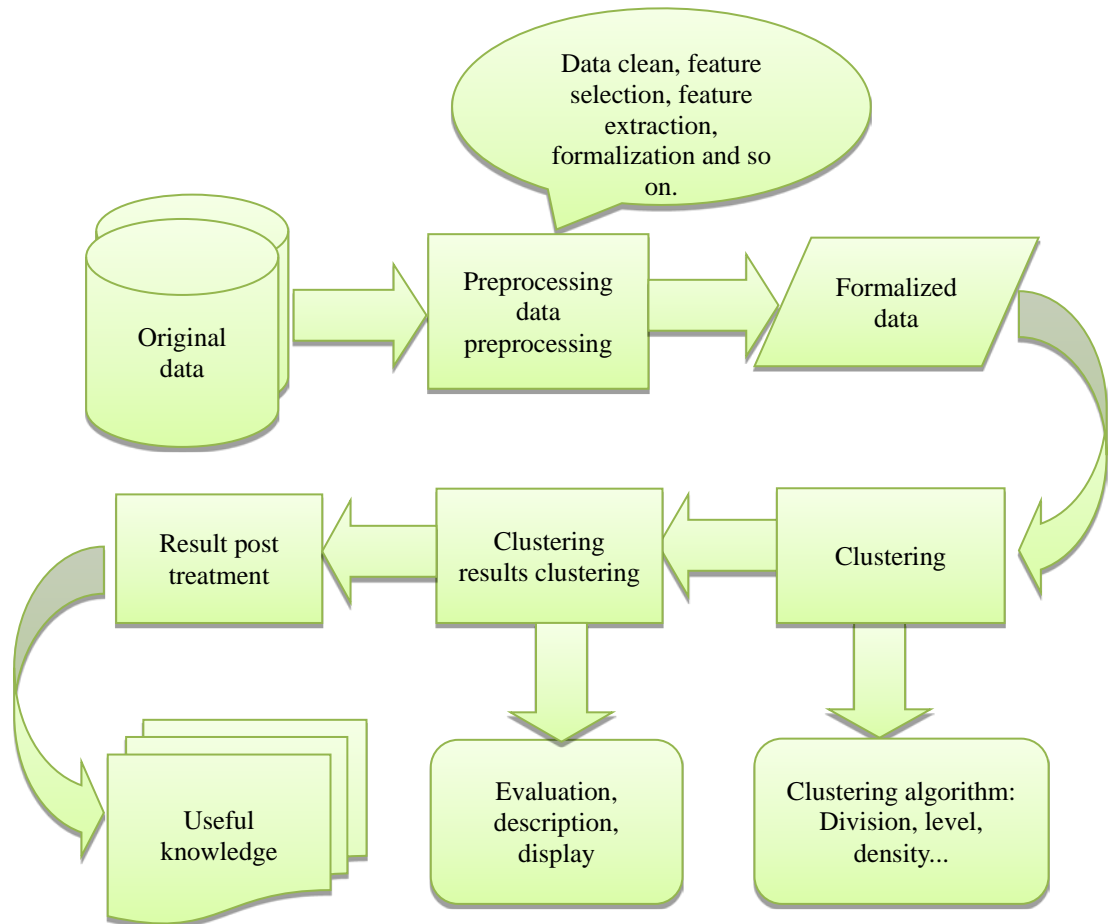 Data clean, feature
selection, feature
extraction,
formalization and so
on.
Original
data
Preprocessing
data
preprocessing
Formalized
data
Result post
treatment
Clustering
results clustering
Clustering
Useful
knowledge
Evaluation,
description,
display
Clustering algorithm:
Division, level,
density...